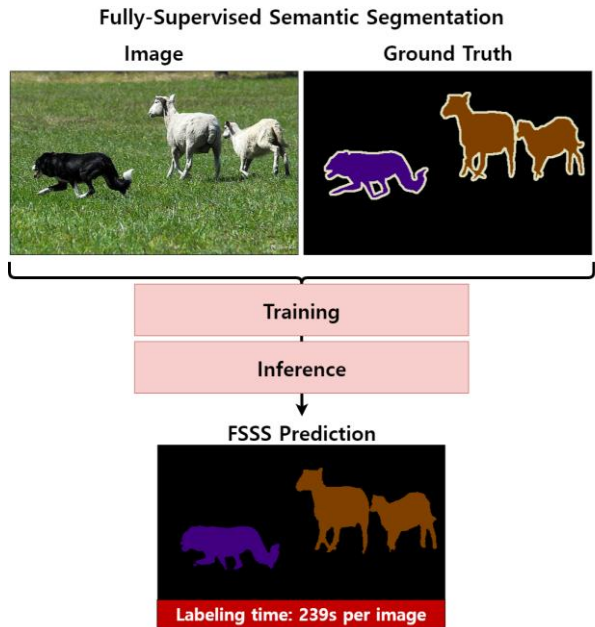 Fully-Supervised Semantic Segmentation
Image
Ground Truth
Training
Inference
FSSS Prediction
Labeling time: 239s per image